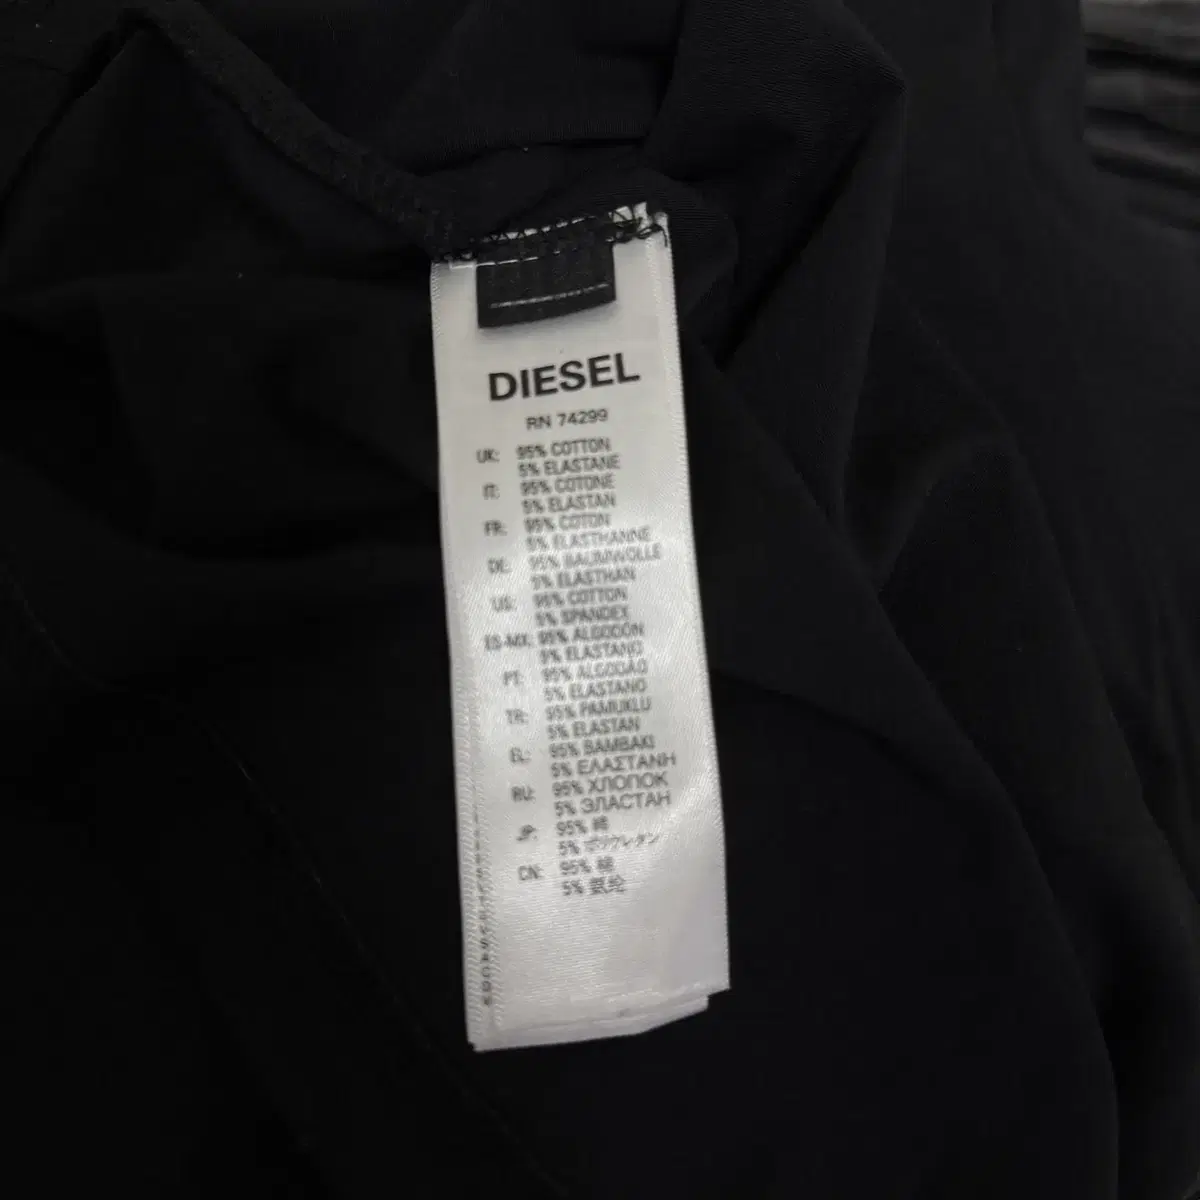 DIESEL
RN 74299
UK: 95% COTTON
5% ELASTANE
IT: 95% COTONE
5% ELASTAN
FR: 95% COTON
5% ELASTHANNE
DE: 95% BAUMWOLLE
5% ELASTHAN
US: 95% COTTON
5% SPANDEX
ES-MX: 95% ALGODÓN
5% ELASTANO
PT: 95% ALGODÃO
5% ELASTANO
TR: 95% PAMUKLU
5% ELASTAN
EL: 95% BAMBAKI
5% ΕΛΑΣΤΑΝΗ
RU: 95% ХЛОПОК
5% ЭЛАСТАН
JP: 95% 綿
5% ポリウレタン
CN: 95% 棉
5% 氨纶